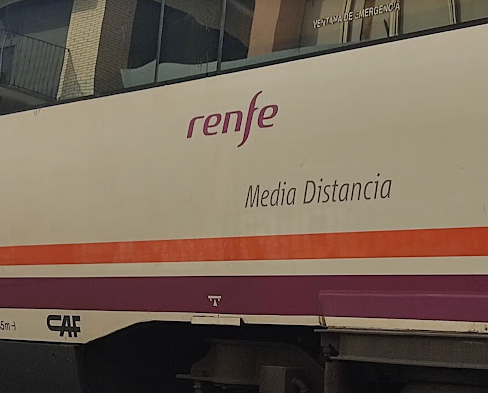 VENTANA DE EMERGENCIA
renfe
Media Distancia
CAF